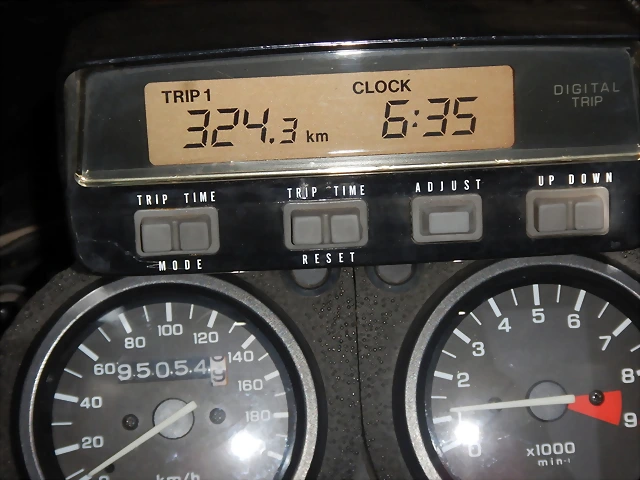 TRIP 1 CLOCK
324.3 km 6:35
DIGITAL
TRIP
TRIP TIME TRIP TIME ADJUST UP DOWN
MODE RESET
20 40 60 80 100 120 140 160 180
95054
km/h
0 2 3 4 5 6 7 8 9
x1000
min-1